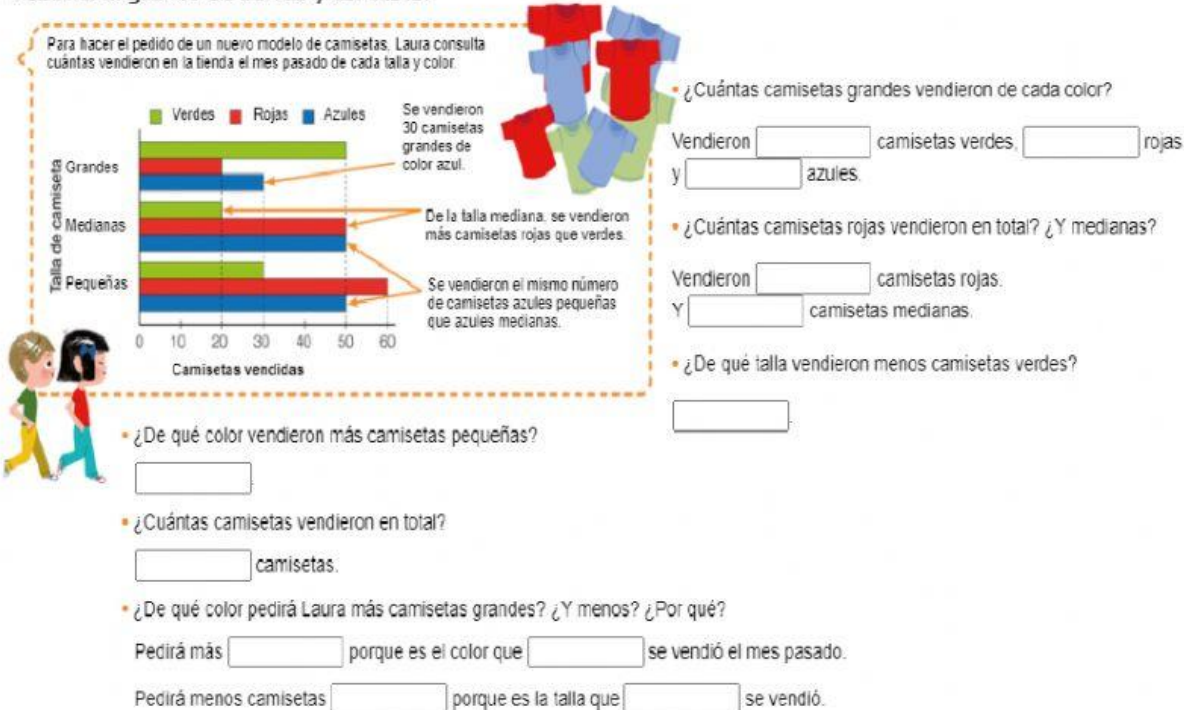 Para hacer el pedido de un nuevo modelo de camisetas, Laura consulta
cuántas vendieron en la tienda el mes pasado de cada talla y color.
Verdes Rojas Azules
Se vendieron
30 camisetas
grandes de
color azul.
Talla de camiseta
Grandes
Medianas
Pequeñas
De la talla mediana, se vendieron
más camisetas rojas que verdes.
Se vendieron el mismo número
de camisetas azules pequeñas
que azules medianas.
0 10 20 30 40 50 60
Camisetas vendidas
• ¿Cuántas camisetas grandes vendieron de cada color?
Vendieron camisetas verdes, rojas
y azules.
• ¿Cuántas camisetas rojas vendieron en total? ¿Y medianas?
Vendieron camisetas rojas.
Y camisetas medianas.
• ¿De qué talla vendieron menos camisetas verdes?
.
• ¿De qué color vendieron más camisetas pequeñas?
.
• ¿Cuántas camisetas vendieron en total?
camisetas.
• ¿De qué color pedirá Laura más camisetas grandes? ¿Y menos? ¿Por qué?
Pedirá más porque es el color que se vendió el mes pasado.
Pedirá menos camisetas porque es la talla que se vendió.